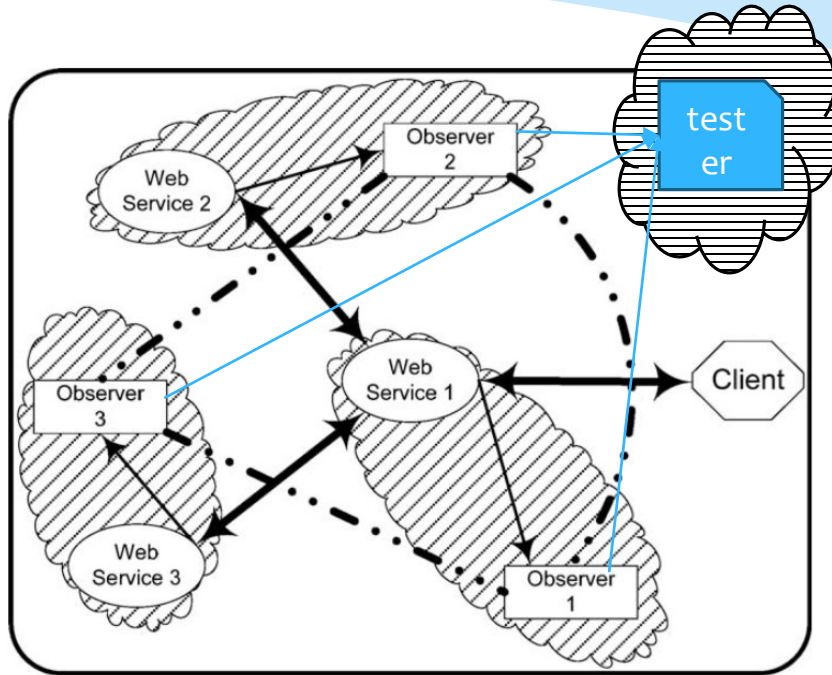 test
er
Observer
2
Web
Service 2
Web
Service 1
Client
Observer
3
Web
Service 3
Observer
1